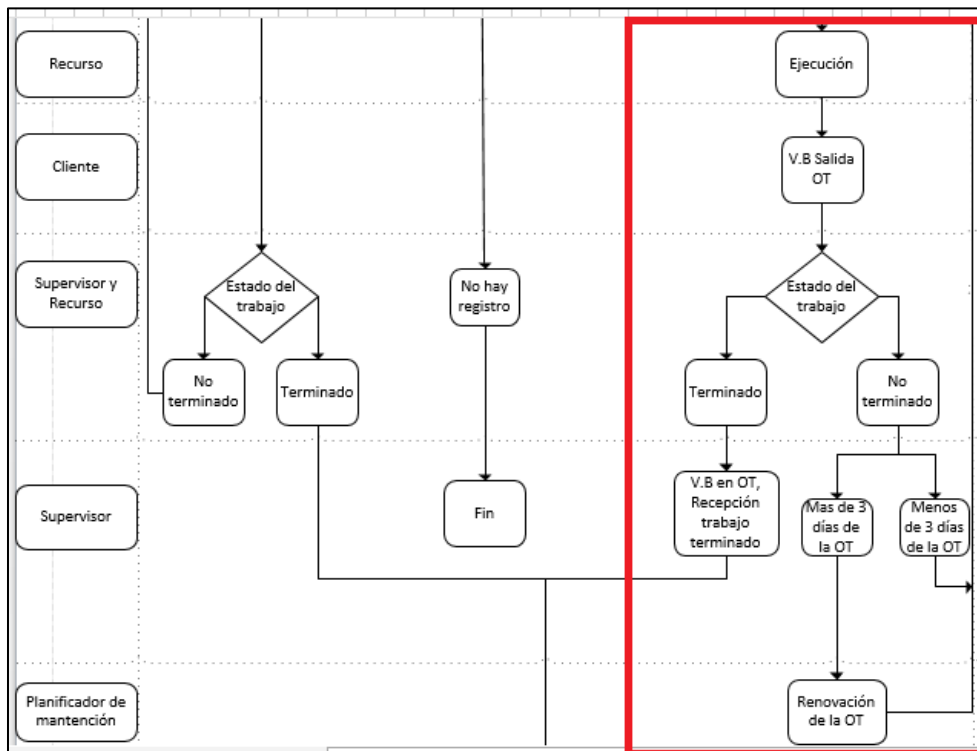 Recurso
Ejecución
Cliente
V.B Salida
OT
Supervisor y
Recurso
Estado del
trabajo
No hay
registro
Estado del
trabajo
No
terminado
Terminado
Terminado
No
terminado
Supervisor
Fin
V.B en OT,
Recepción
trabajo
terminado
Mas de 3
días de
la OT
Menos
de 3 días
de la OT
Planificador de
mantención
Renovación
de la OT